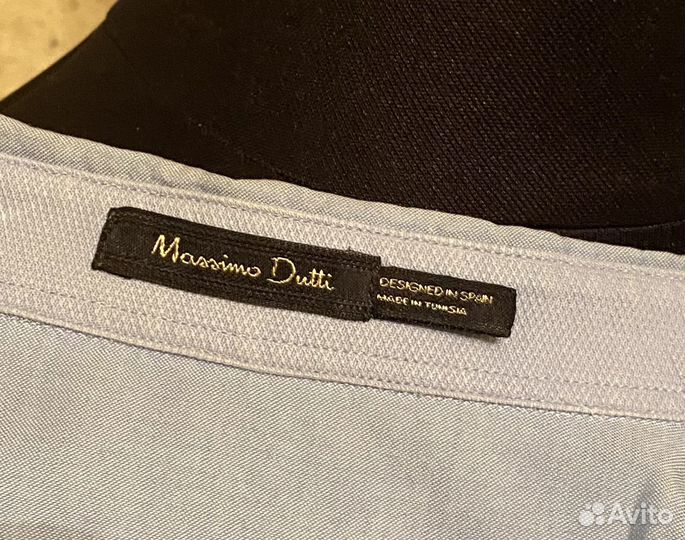 Massimo Dutti
DESIGNED IN SPAIN
MADE IN TUNISIA
Avito